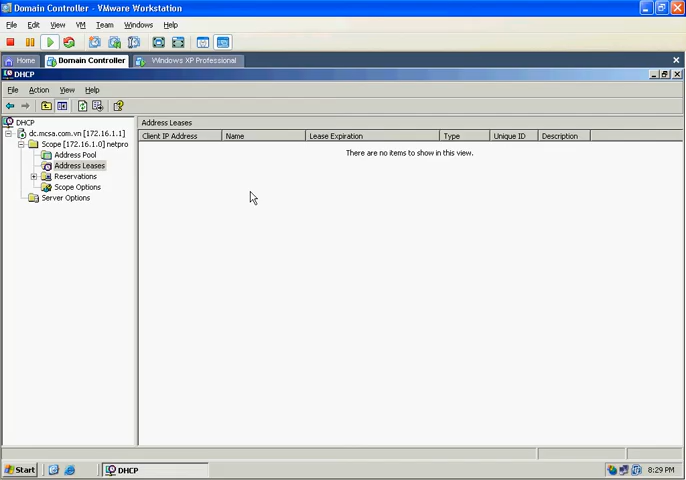 Domain Controller - VMware Workstation
File Edit View VM Team Windows Help
Home Domain Controller Windows XP Professional
DHCP
File Action View Help
DHCP
dc.mcsa.com.vn [172.16.1.1]
Scope [172.16.1.0] netpro
Address Pool
Address Leases
Reservations
Scope Options
Server Options
Address Leases
Client IP Address Name Lease Expiration Type Unique ID Description
There are no items to show in this view.
Start DHCP 8:29 PM